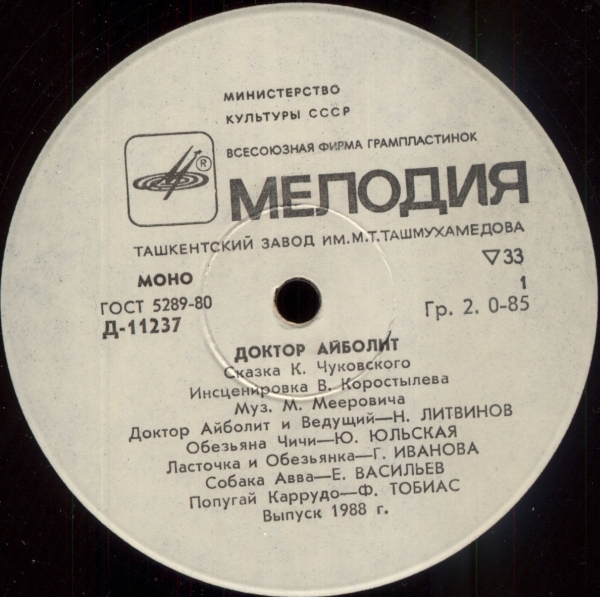 МИНИСТЕРСТВО
КУЛЬТУРЫ СССР
ВСЕСОЮЗНАЯ ФИРМА ГРАМПЛАСТИНОК
®
МЕЛОДИЯ
ТАШКЕНТСКИЙ ЗАВОД ИМ.М.Т.ТАШМУХАМЕДОВА
МОНО
▽33
1
ГОСТ 5289-80
Гр. 2. 0-85
Д-11237
ДОКТОР АЙБОЛИТ
Сказка К. Чуковского
Инсценировка В. Коростылева
Муз. М. Мееровича
Доктор Айболит и Ведущий—Н. ЛИТВИНОВ
Обезьяна Чичи—Ю. ЮЛЬСКАЯ
Ласточка и Обезьянка—Г. ИВАНОВА
Собака Авва—Е. ВАСИЛЬЕВ
Попугай Каррудо—Ф. ТОБИАС
Выпуск 1988 г.